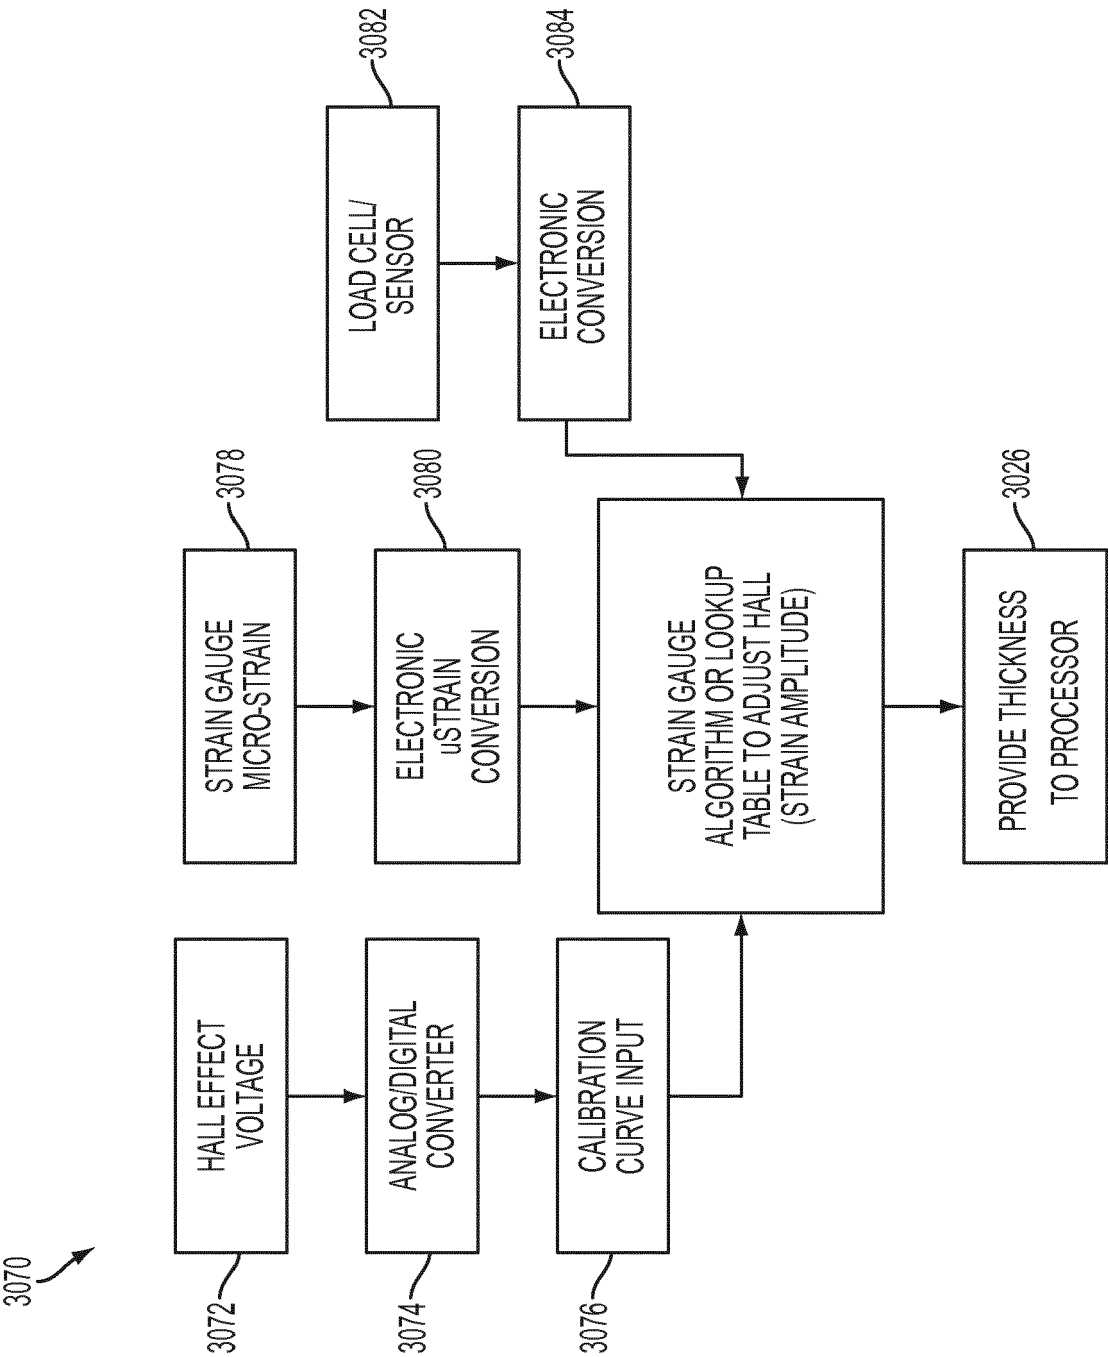 3070
3072
HALL EFFECT
VOLTAGE
3074
ANALOG/DIGITAL
CONVERTER
3076
CALIBRATION
CURVE INPUT
3078
STRAIN GAUGE
MICRO-STRAIN
3080
ELECTRONIC
uSTRAIN
CONVERSION
3082
LOAD CELL/
SENSOR
3084
ELECTRONIC
CONVERSION
STRAIN GAUGE
ALGORITHM OR LOOKUP
TABLE TO ADJUST HALL
(STRAIN AMPLITUDE)
3026
PROVIDE THICKNESS
TO PROCESSOR